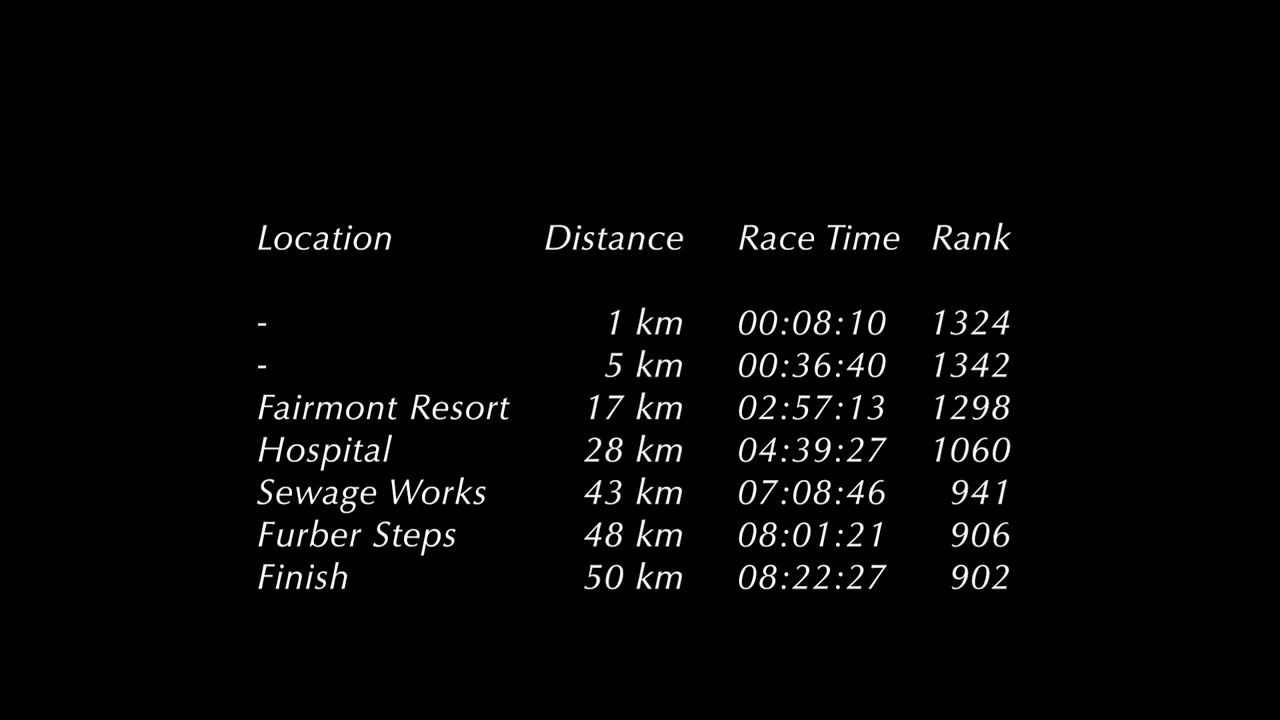 Location Distance Race Time Rank
- 1 km 00:08:10 1324
- 5 km 00:36:40 1342
Fairmont Resort 17 km 02:57:13 1298
Hospital 28 km 04:39:27 1060
Sewage Works 43 km 07:08:46 941
Furber Steps 48 km 08:01:21 906
Finish 50 km 08:22:27 902